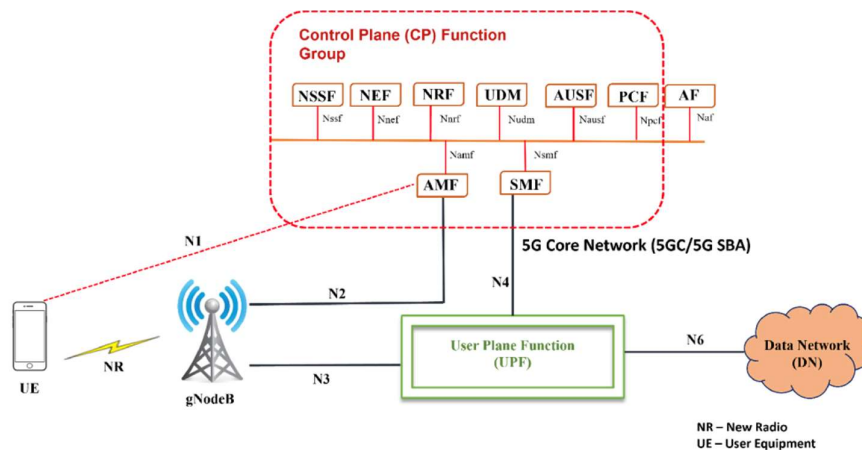 Control Plane (CP) Function
Group
NSSF
NEF
NRF
UDM
AUSF
PCF
AF
Nssf
Nnef
Nnrf
Nudm
Nausf
Npcf
Naf
Namf
Nsmf
AMF
SMF
5G Core Network (5GC/5G SBA)
N1
N2
N4
User Plane Function
(UPF)
N6
Data Network
(DN)
NR
N3
UE
gNodeB
NR – New Radio
UE – User Equipment